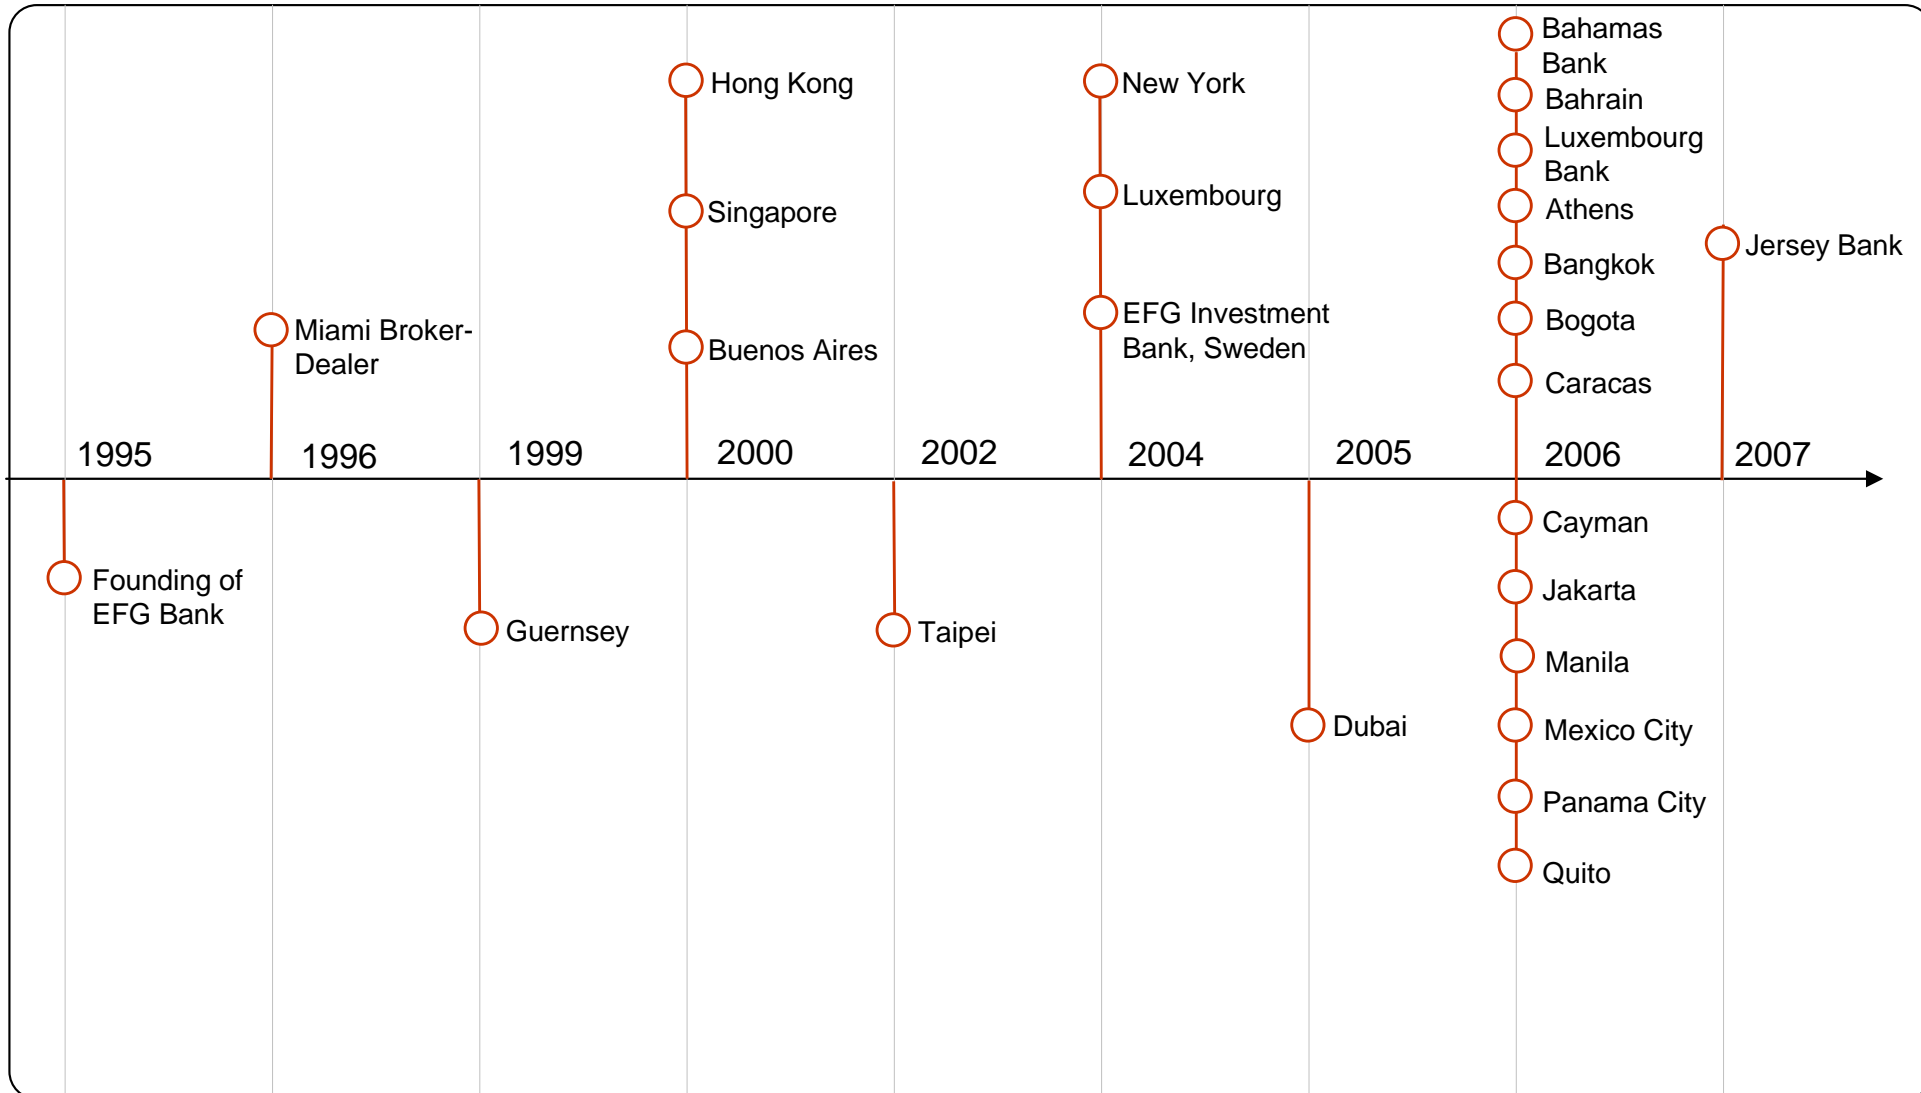 Bahamas
Bank
Hong Kong
New York
Bahrain
Luxembourg
Bank
Singapore
Luxembourg
Athens
Jersey Bank
Bangkok
Miami Broker-
Dealer
EFG Investment
Bank, Sweden
Bogota
Buenos Aires
Caracas
1995
1996
1999
2000
2002
2004
2005
2006
2007
Cayman
Founding of
EFG Bank
Jakarta
Guernsey
Taipei
Manila
Dubai
Mexico City
Panama City
Quito